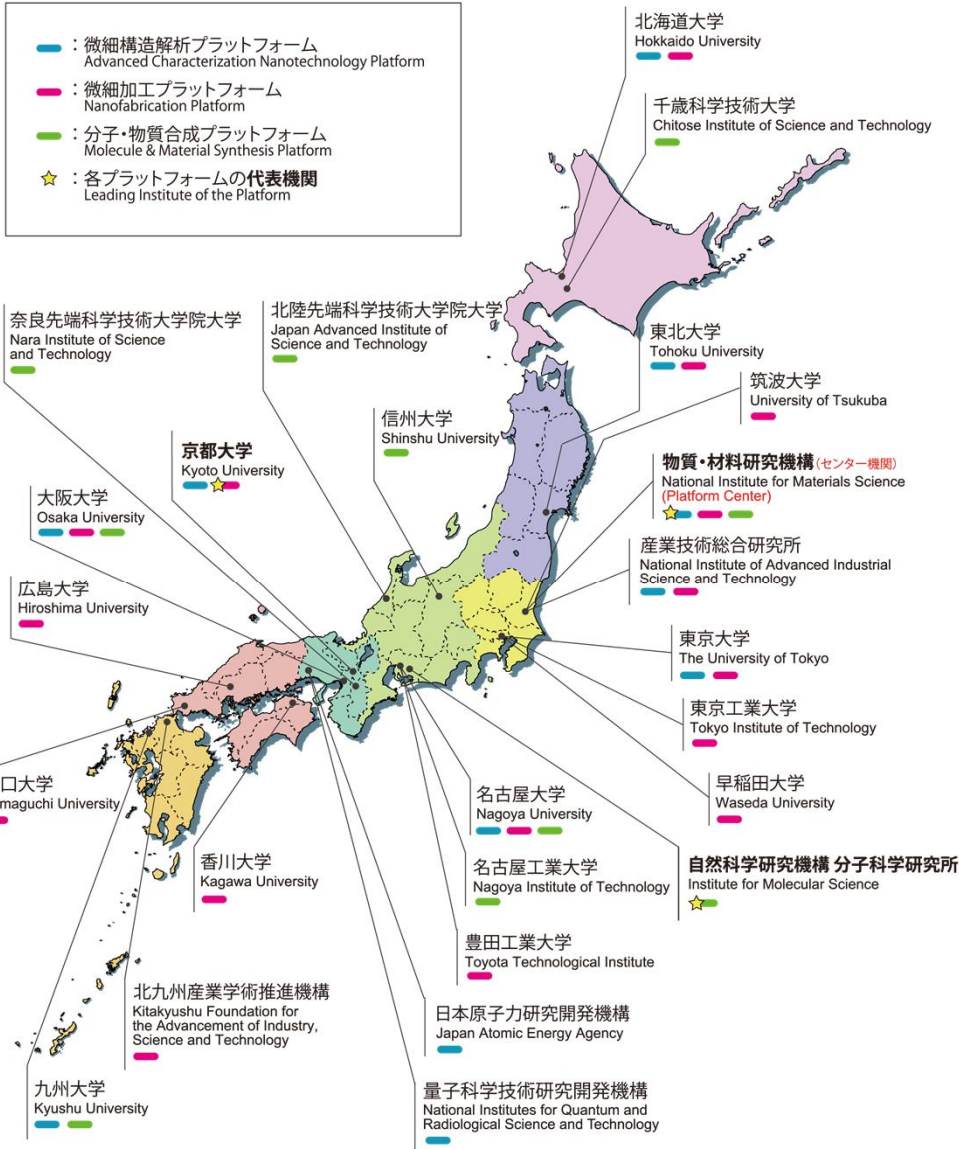 ：微細構造解析プラットフォーム
Advanced Characterization Nanotechnology Platform
：微細加工プラットフォーム
Nanofabrication Platform
：分子・物質合成プラットフォーム
Molecule & Material Synthesis Platform
：各プラットフォームの代表機関
Leading Institute of the Platform
北海道大学
Hokkaido University
千歳科学技術大学
Chitose Institute of Science and Technology
奈良先端科学技術大学院大学
Nara Institute of Science
and Technology
北陸先端科学技術大学院大学
Japan Advanced Institute of
Science and Technology
東北大学
Tohoku University
筑波大学
University of Tsukuba
信州大学
Shinshu University
京都大学
Kyoto University
物質・材料研究機構(センター機関)
National Institute for Materials Science
(Platform Center)
大阪大学
Osaka University
産業技術総合研究所
National Institute of Advanced Industrial
Science and Technology
広島大学
Hiroshima University
東京大学
The University of Tokyo
東京工業大学
Tokyo Institute of Technology
口大学
maguchi University
名古屋大学
Nagoya University
早稲田大学
Waseda University
香川大学
Kagawa University
名古屋工業大学
Nagoya Institute of Technology
自然科学研究機構 分子科学研究所
Institute for Molecular Science
豊田工業大学
Toyota Technological Institute
北九州産業学術推進機構
Kitakyushu Foundation for
the Advancement of Industry,
Science and Technology
日本原子力研究開発機構
Japan Atomic Energy Agency
九州大学
Kyushu University
量子科学技術研究開発機構
National Institutes for Quantum and
Radiological Science and Technology